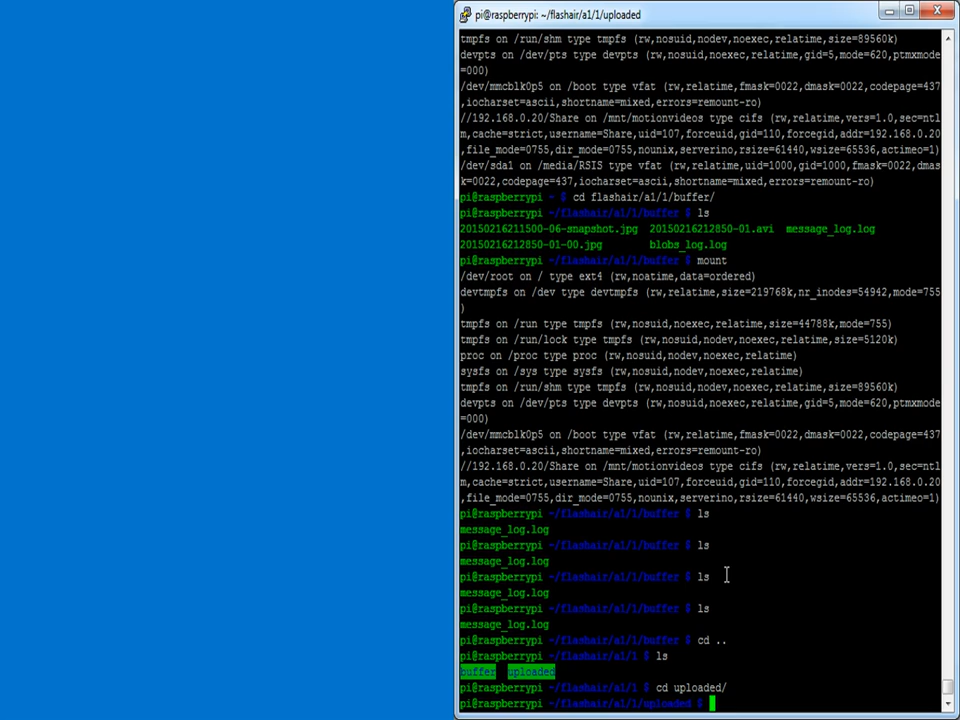 pi@raspberrypi: ~/flashair/a1/1/uploaded
tmpfs on /run/shm type tmpfs (rw,nosuid,nodev,noexec,relatime,size=89560k)
devpts on /dev/pts type devpts (rw,nosuid,noexec,relatime,gid=5,mode=620,ptmxmode
=000)
/dev/mmcblk0p5 on /boot type vfat (rw,relatime,fmask=0022,dmask=0022,codepage=437
,iocharset=ascii,shortname=mixed,errors=remount-ro)
//192.168.0.20/Share on /mnt/motionvideos type cifs (rw,relatime,vers=1.0,sec=ntl
m,cache=strict,username=Share,uid=107,forceuid,gid=110,forcegid,addr=192.168.0.20
,file_mode=0755,dir_mode=0755,nounix,serverino,rsize=61440,wsize=65536,actimeo=1)
/dev/sda1 on /media/RSIS type vfat (rw,relatime,uid=1000,gid=1000,fmask=0022,dmas
k=0022,codepage=437,iocharset=ascii,shortname=mixed,errors=remount-ro)
pi@raspberrypi ~ $ cd flashair/a1/1/buffer/
pi@raspberrypi ~/flashair/a1/1/buffer $ ls
20150216211500-06-snapshot.jpg  20150216212850-01.avi  message_log.log
20150216212850-01-00.jpg        blobs_log.log
pi@raspberrypi ~/flashair/a1/1/buffer $ mount
/dev/root on / type ext4 (rw,noatime,data=ordered)
devtmpfs on /dev type devtmpfs (rw,relatime,size=219768k,nr_inodes=54942,mode=755
)
tmpfs on /run type tmpfs (rw,nosuid,noexec,relatime,size=44788k,mode=755)
tmpfs on /run/lock type tmpfs (rw,nosuid,nodev,noexec,relatime,size=5120k)
proc on /proc type proc (rw,nosuid,nodev,noexec,relatime)
sysfs on /sys type sysfs (rw,nosuid,nodev,noexec,relatime)
tmpfs on /run/shm type tmpfs (rw,nosuid,nodev,noexec,relatime,size=89560k)
devpts on /dev/pts type devpts (rw,nosuid,noexec,relatime,gid=5,mode=620,ptmxmode
=000)
/dev/mmcblk0p5 on /boot type vfat (rw,relatime,fmask=0022,dmask=0022,codepage=437
,iocharset=ascii,shortname=mixed,errors=remount-ro)
//192.168.0.20/Share on /mnt/motionvideos type cifs (rw,relatime,vers=1.0,sec=ntl
m,cache=strict,username=Share,uid=107,forceuid,gid=110,forcegid,addr=192.168.0.20
,file_mode=0755,dir_mode=0755,nounix,serverino,rsize=61440,wsize=65536,actimeo=1)
pi@raspberrypi ~/flashair/a1/1/buffer $ ls
message_log.log
pi@raspberrypi ~/flashair/a1/1/buffer $ ls
message_log.log
pi@raspberrypi ~/flashair/a1/1/buffer $ ls
message_log.log
pi@raspberrypi ~/flashair/a1/1/buffer $ ls
message_log.log
pi@raspberrypi ~/flashair/a1/1/buffer $ cd ..
pi@raspberrypi ~/flashair/a1/1 $ ls
buffer  uploaded
pi@raspberrypi ~/flashair/a1/1 $ cd uploaded/
pi@raspberrypi ~/flashair/a1/1/uploaded $